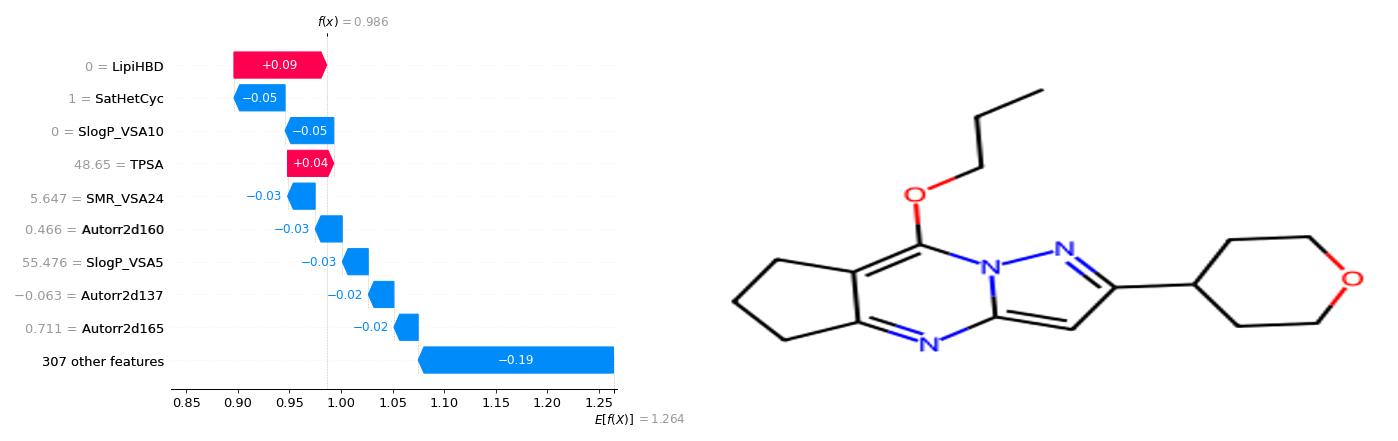 f(x) = 0.986
0 = LipiHBD
+0.09
1 = SatHetCyc
−0.05
0 = SlogP_VSA10
−0.05
48.65 = TPSA
+0.04
5.647 = SMR_VSA24
−0.03
0.466 = Autorr2d160
−0.03
55.476 = SlogP_VSA5
−0.03
−0.063 = Autorr2d137
−0.02
0.711 = Autorr2d165
−0.02
307 other features
−0.19
0.85 0.90 0.95 1.00 1.05 1.10 1.15 1.20 1.25
E[f(X)] = 1.264
O
N
N
O
N